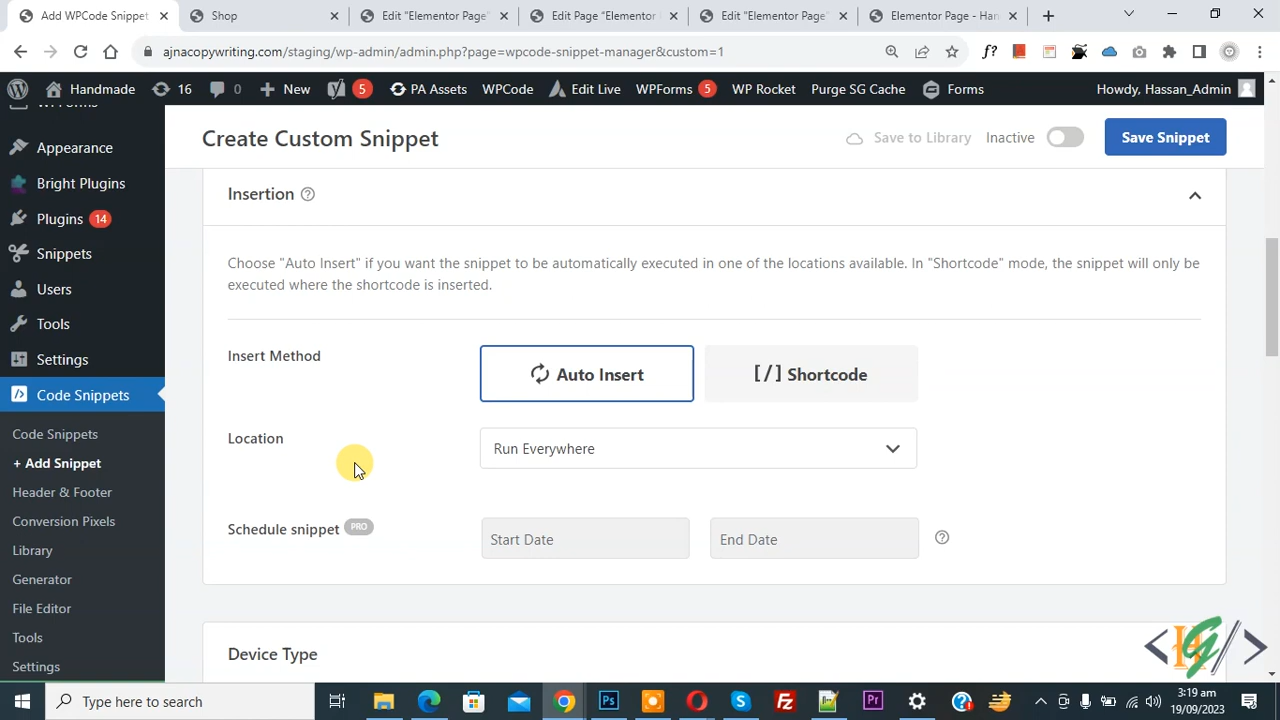 Add WPCode Snippet
Shop
Edit "Elementor Page"
Edit Page "Elementor
Edit "Elementor Page"
Elementor Page - Han
ajnacopywriting.com/staging/wp-admin/admin.php?page=wpcode-snippet-manager&custom=1
f?
Handmade
16
0
New
5
PA Assets
WPCode
Edit Live
WPForms 5
WP Rocket
Purge SG Cache
Forms
Howdy, Hassan_Admin
WPForms
Appearance
Bright Plugins
Plugins 14
Snippets
Users
Tools
Settings
Code Snippets
Code Snippets
+ Add Snippet
Header & Footer
Conversion Pixels
Library
Generator
File Editor
Tools
Settings
Create Custom Snippet
Save to Library
Inactive
Save Snippet
Insertion
Choose "Auto Insert" if you want the snippet to be automatically executed in one of the locations available. In "Shortcode" mode, the snippet will only be
executed where the shortcode is inserted.
Insert Method
Auto Insert
[/] Shortcode
Location
Run Everywhere
Schedule snippet PRO
Start Date
End Date
Device Type
Type here to search
3:19 am
19/09/2023